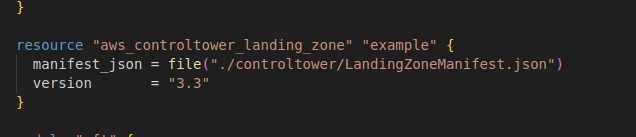 }
resource "aws_controltower_landing_zone" "example" {
  manifest_json = file("./controltower/LandingZoneManifest.json")
  version       = "3.3"
}